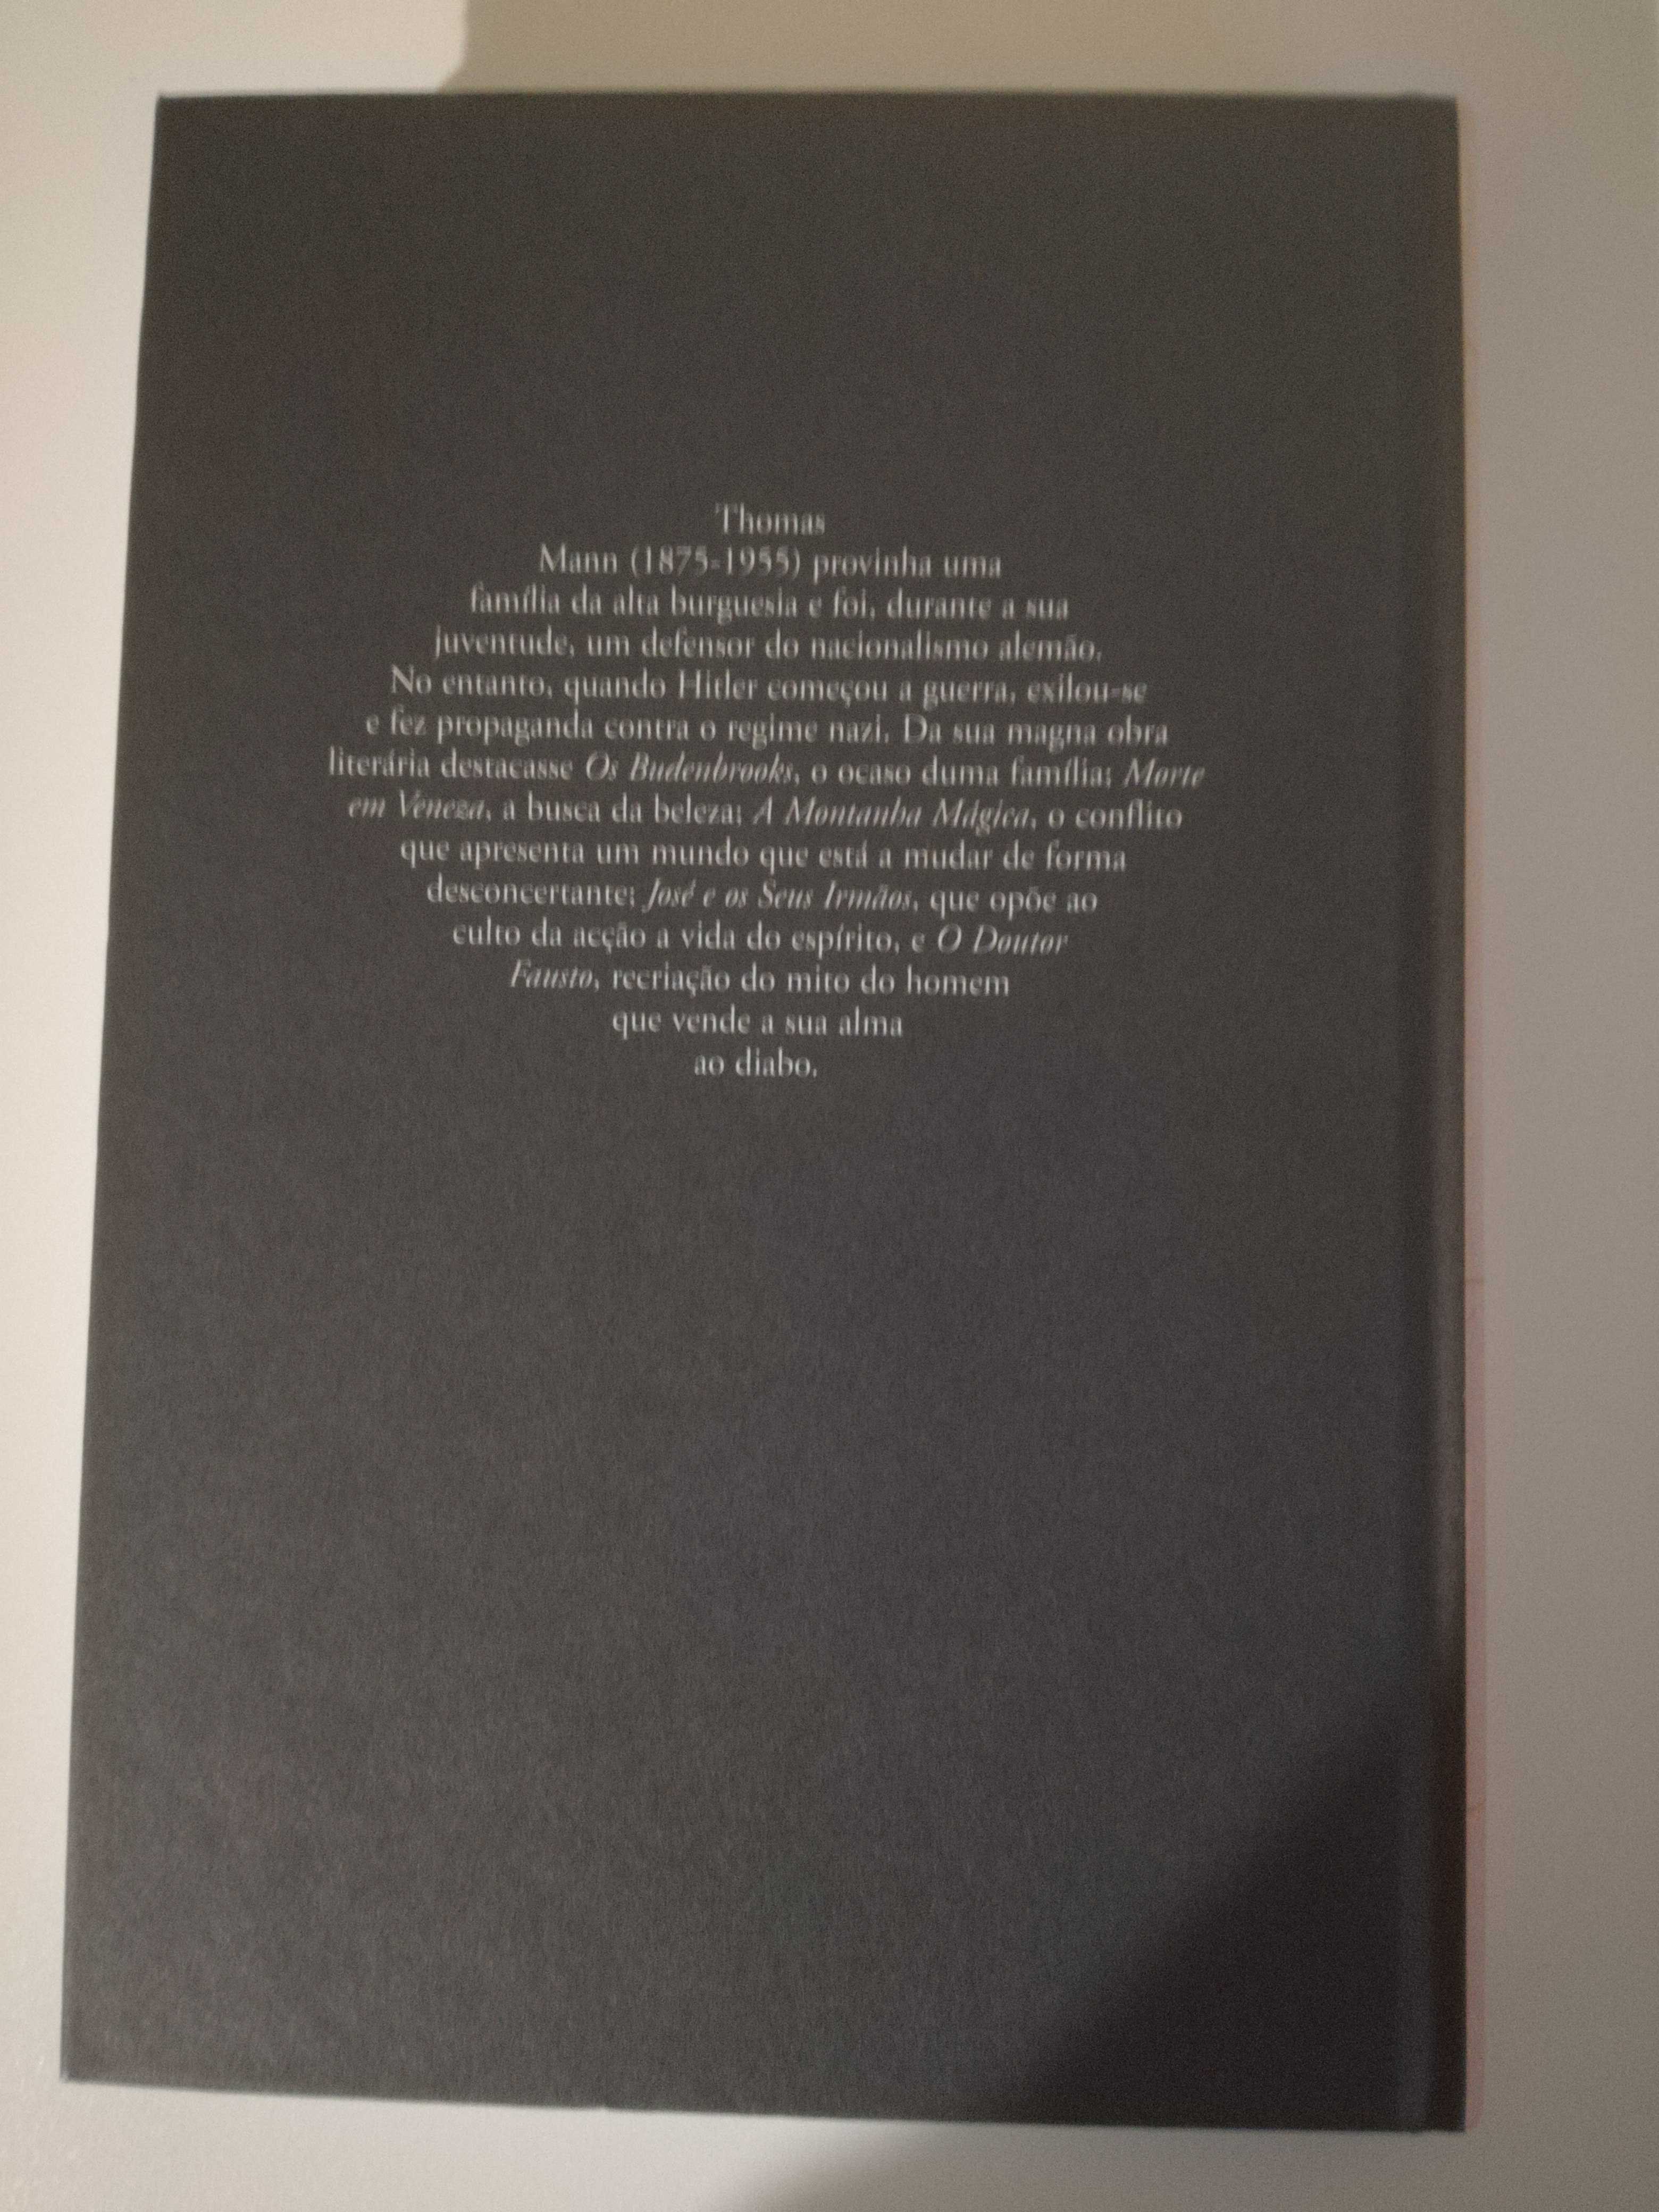 Thomas
Mann (1875-1955) provinha uma
família da alta burguesia e foi, durante a sua
juventude, um defensor do nacionalismo alemão.
No entanto, quando Hitler começou a guerra, exilou-se
e fez propaganda contra o regime nazi. Da sua magna obra
literária destacasse Os Budenbrooks, o ocaso duma família; Morte
em Veneza, a busca da beleza; A Montanha Mágica, o conflito
que apresenta um mundo que está a mudar de forma
desconcertante; José e os Seus Irmãos, que opõe ao
culto da acção a vida do espírito, e O Doutor
Fausto, recriação do mito do homem
que vende a sua alma
ao diabo.